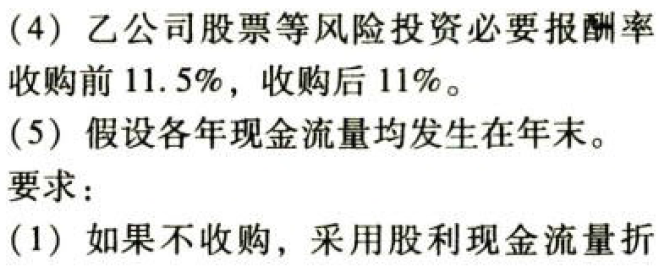 (4) 乙公司股票等风险投资必要报酬率
收购前 11.5%，收购后 11%。
(5) 假设各年现金流量均发生在年末。
要求：
(1) 如果不收购，采用股利现金流量折